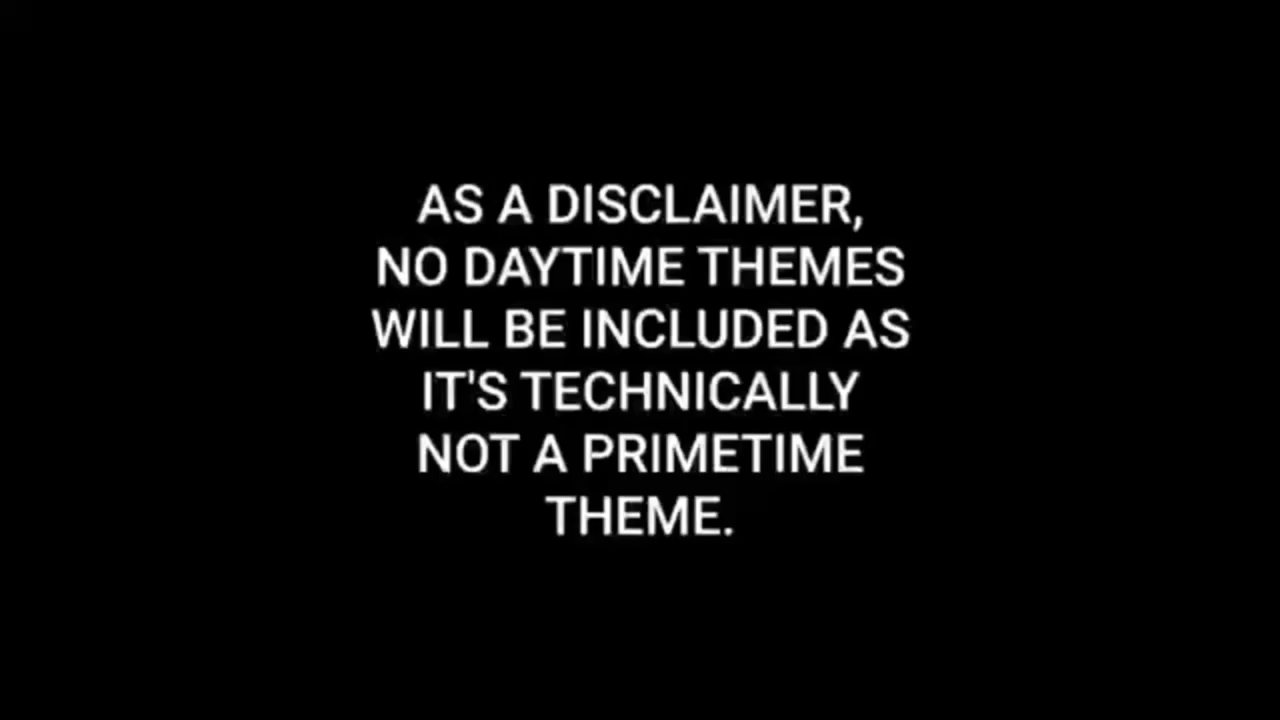 AS A DISCLAIMER,
NO DAYTIME THEMES
WILL BE INCLUDED AS
IT'S TECHNICALLY
NOT A PRIMETIME
THEME.